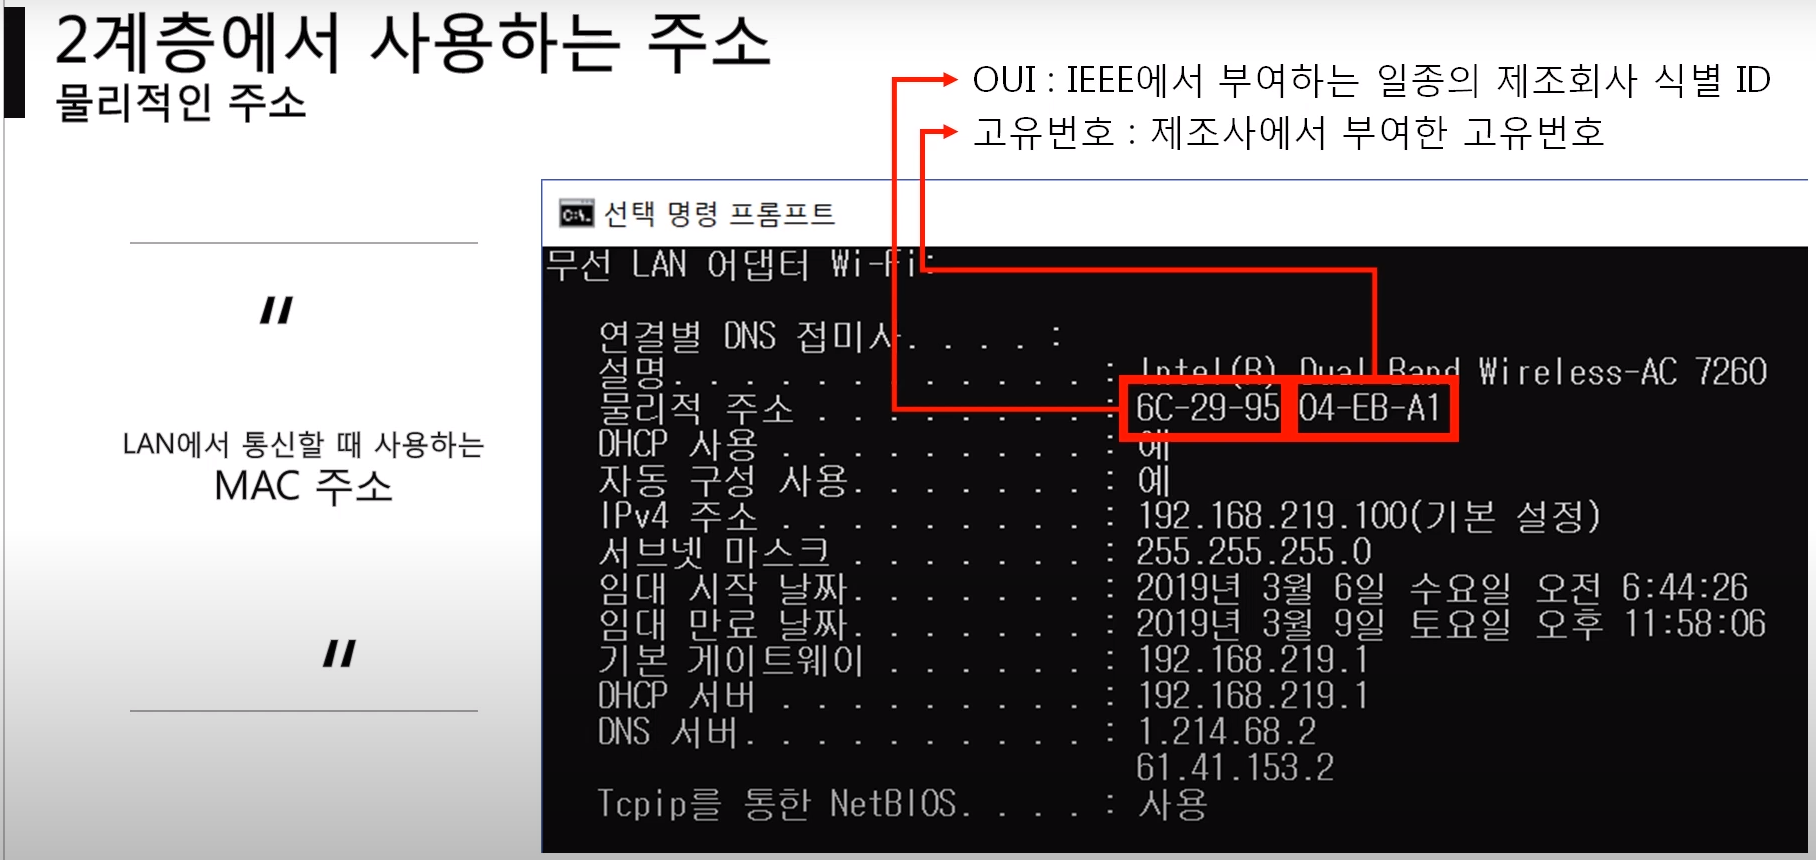 2계층에서 사용하는 주소
물리적인 주소
OUI : IEEE에서 부여하는 일종의 제조회사 식별 ID
고유번호 : 제조사에서 부여한 고유번호
"
LAN에서 통신할 때 사용하는
MAC 주소
"
선택 명령 프롬프트
무선 LAN 어댑터 Wi-Fi:
연결별 DNS 접미사. . . . :
설명. . . . . . . . . . . . : Intel(R) Dual Band Wireless-AC 7260
물리적 주소 . . . . . . . . : 6C-29-95 04-EB-A1
DHCP 사용 . . . . . . . . . : 예
자동 구성 사용. . . . . . . : 예
IPv4 주소 . . . . . . . . . : 192.168.219.100(기본 설정)
서브넷 마스크 . . . . . . . : 255.255.255.0
임대 시작 날짜. . . . . . . : 2019년 3월 6일 수요일 오전 6:44:26
임대 만료 날짜. . . . . . . : 2019년 3월 9일 토요일 오후 11:58:06
기본 게이트웨이 . . . . . . : 192.168.219.1
DHCP 서버 . . . . . . . . . : 192.168.219.1
DNS 서버. . . . . . . . . . : 1.214.68.2
61.41.153.2
Tcpip를 통한 NetBIOS. . . . : 사용